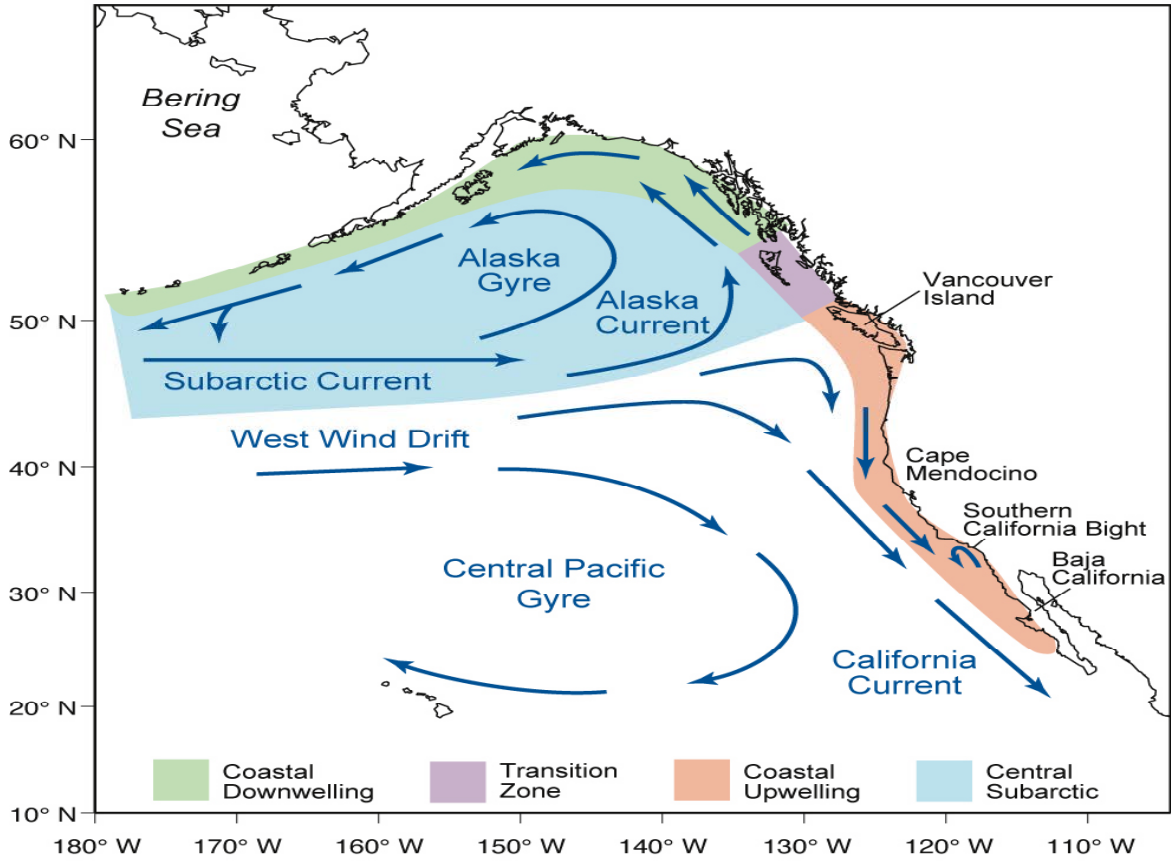 Bering
Sea
60° N
Alaska
Gyre
Alaska
Current
Vancouver
Island
50° N
Subarctic Current
West Wind Drift
40° N
Cape
Mendocino
Southern
California Bight
Baja
California
Central Pacific
Gyre
30° N
California
Current
20° N
Coastal
Downwelling
Transition
Zone
Coastal
Upwelling
Central
Subarctic
10° N
180° W
170° W
160° W
150° W
140° W
130° W
120° W
110° W